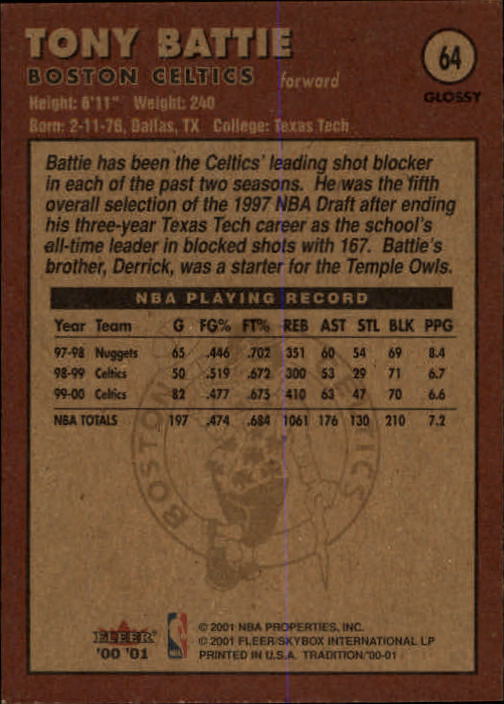 TONY BATTIE
64
BOSTON CELTICS forward
GLOSSY
Height: 6'11" Weight: 240
Born: 2-11-76, Dallas, TX College: Texas Tech
Battie has been the Celtics' leading shot blocker
in each of the past two seasons. He was the fifth
overall selection of the 1997 NBA Draft after ending
his three-year Texas Tech career as the school's
all-time leader in blocked shots with 167. Battie's
brother, Derrick, was a starter for the Temple Owls.
NBA PLAYING RECORD
Year Team G FG% FT% REB AST STL BLK PPG
97-98 Nuggets 65 .446 .702 351 60 54 69 8.4
98-99 Celtics 50 .519 .672 300 53 29 71 6.7
99-00 Celtics 82 .477 .675 410 63 47 70 6.6
NBA TOTALS 197 .474 .684 1061 176 130 210 7.2
BOSTON CELTICS
FLEER
'00 '01
© 2001 NBA PROPERTIES, INC.
© 2001 FLEER/SKYBOX INTERNATIONAL LP
PRINTED IN U.S.A. TRADITION/'00-01